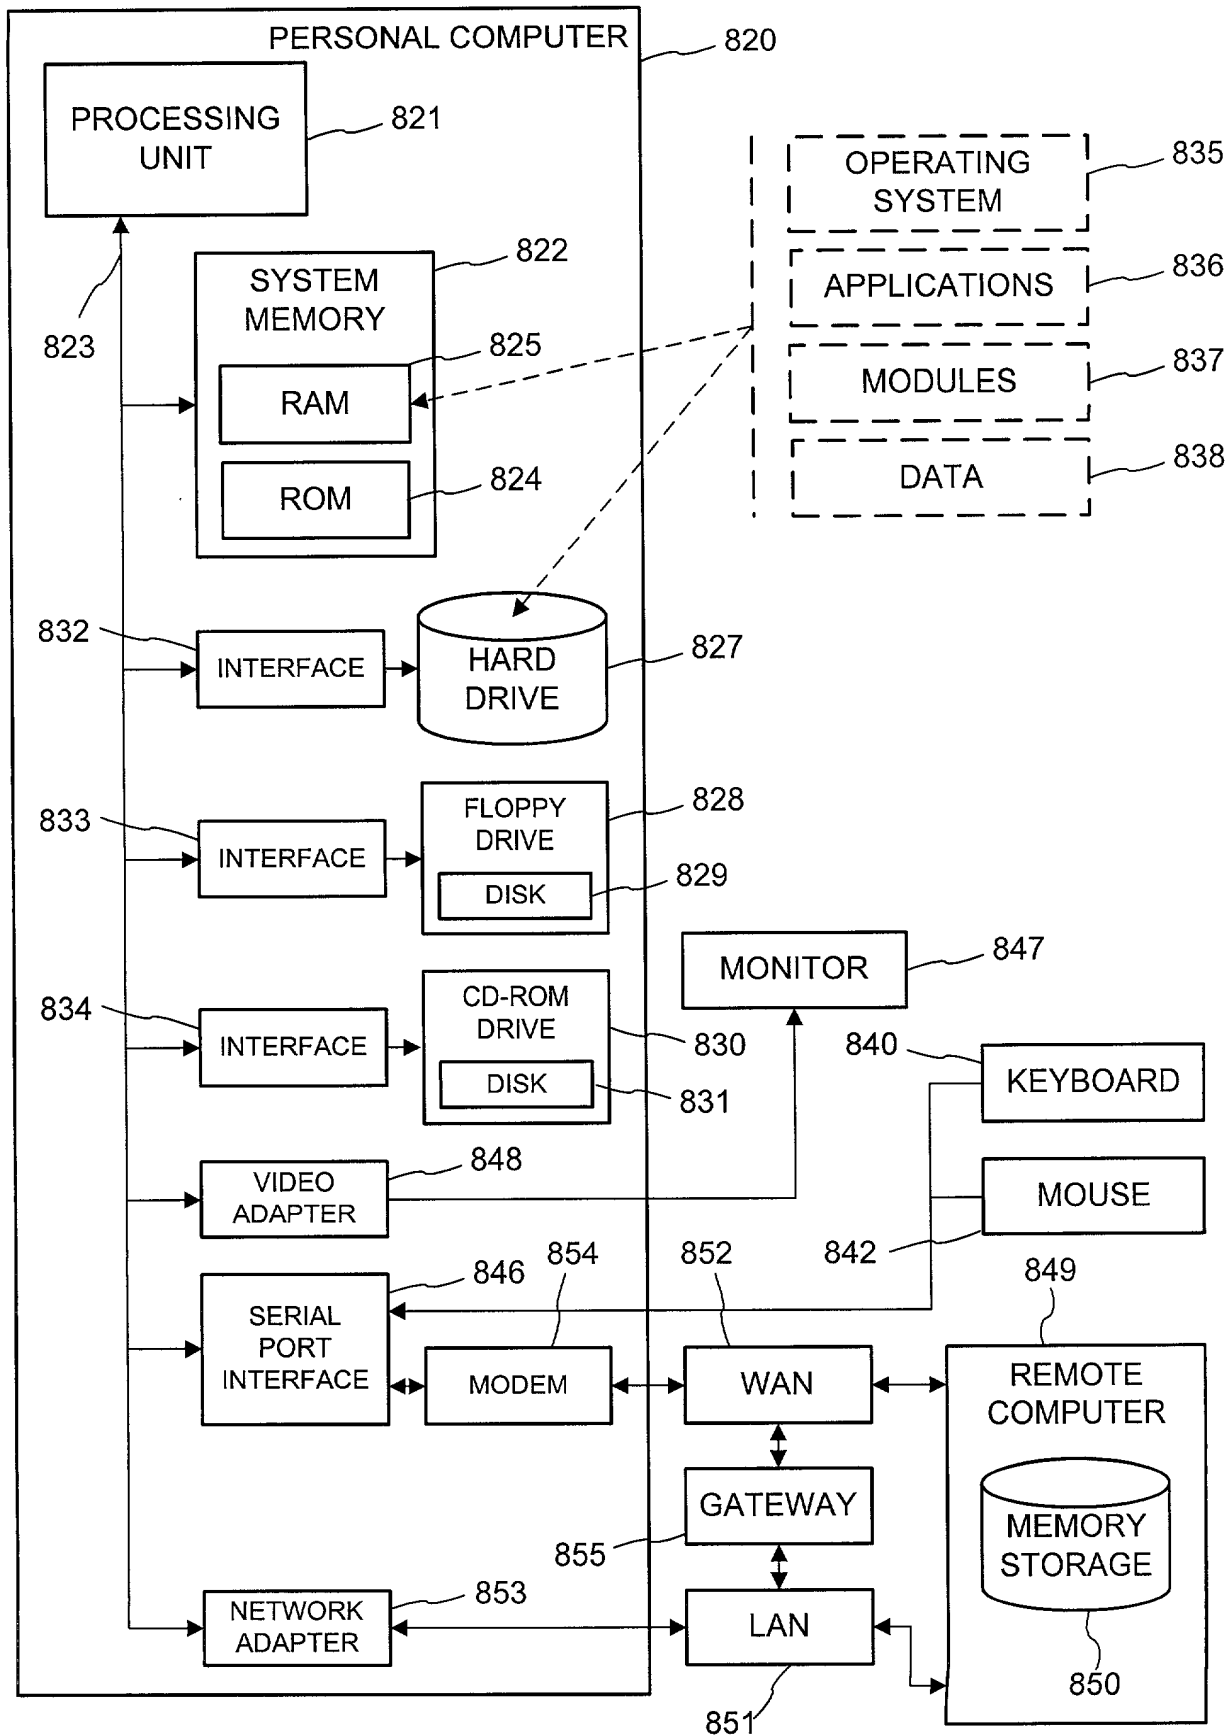 PERSONAL COMPUTER
820
PROCESSING
UNIT
821
823
SYSTEM
MEMORY
822
RAM
825
ROM
824
OPERATING
SYSTEM
835
APPLICATIONS
836
MODULES
837
DATA
838
832
INTERFACE
HARD
DRIVE
827
833
INTERFACE
FLOPPY
DRIVE
828
DISK
829
834
INTERFACE
CD-ROM
DRIVE
830
DISK
831
MONITOR
847
840
KEYBOARD
MOUSE
842
VIDEO
ADAPTER
848
846
SERIAL
PORT
INTERFACE
854
MODEM
852
WAN
849
REMOTE
COMPUTER
GATEWAY
855
MEMORY
STORAGE
850
NETWORK
ADAPTER
853
LAN
851